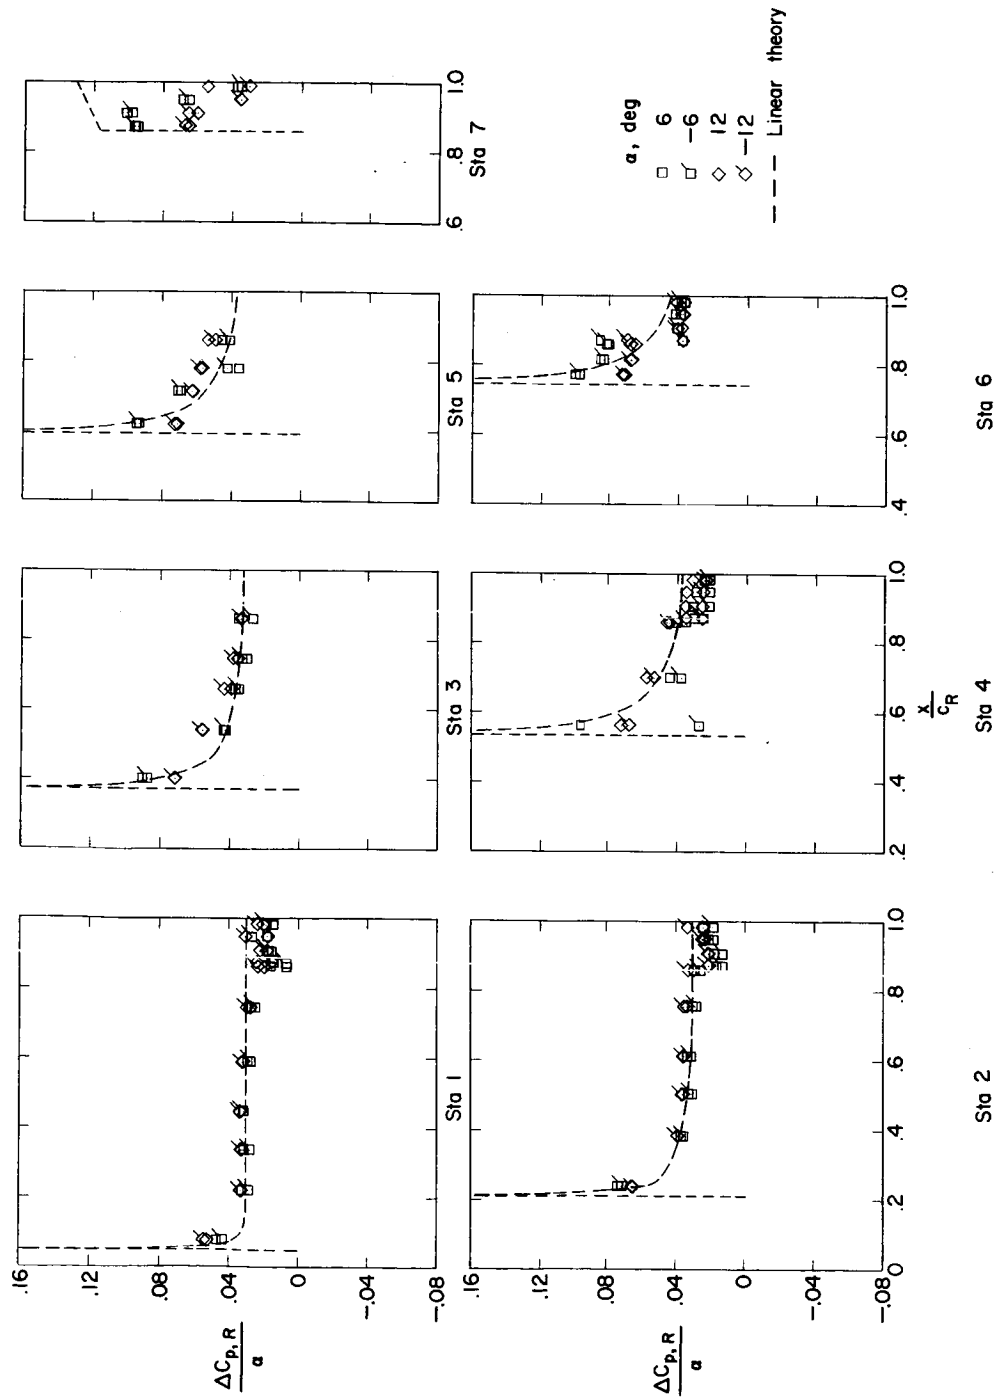 .16
.12
.08
.04
0
-.04
-.08
ΔCp,R
α
Sta 1
Sta 3
Sta 5
.6
.8
1.0
Sta 7
α, deg
6
-6
12
-12
Linear theory
.16
.12
.08
.04
0
-.04
-.08
ΔCp,R
α
0
.2
.4
.6
.8
1.0
Sta 2
.2
.4
.6
.8
1.0
x
cR
Sta 4
.4
.6
.8
1.0
Sta 6